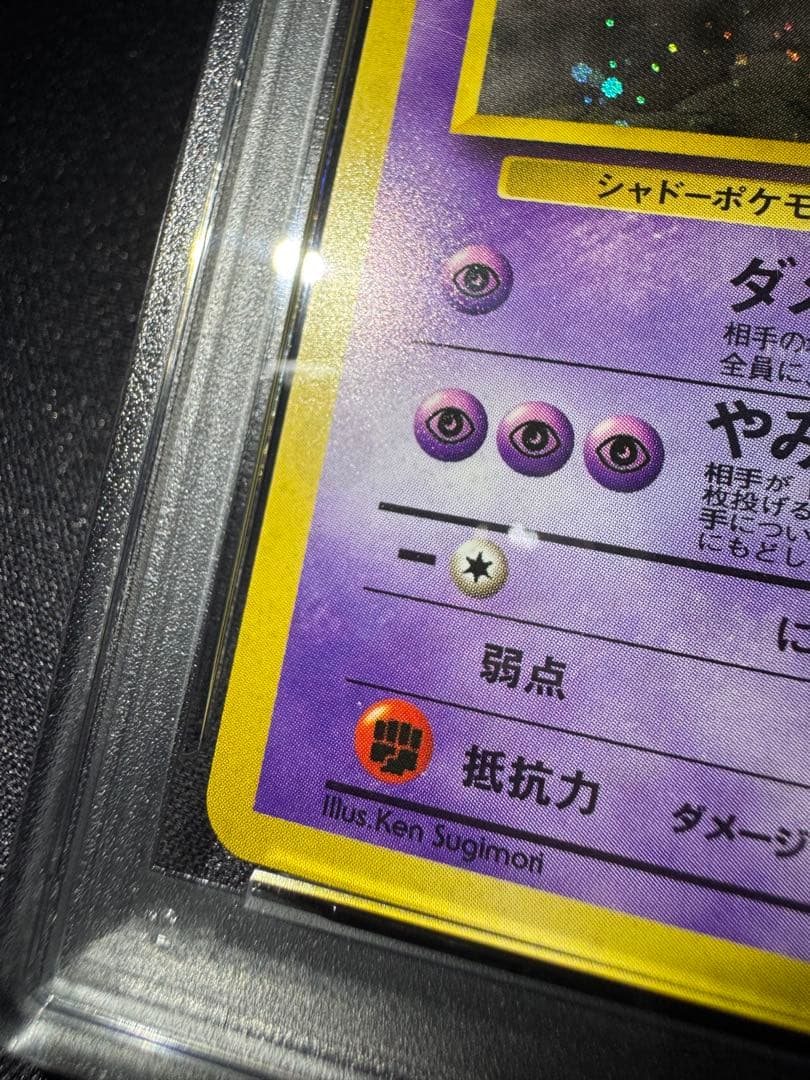 シャドーポケモ
ダメ
相手の
全員に
やみ
相手が
枚投げる
手につい
にもどし
に
弱点
抵抗力 ダメージ
Illus.Ken Sugimori